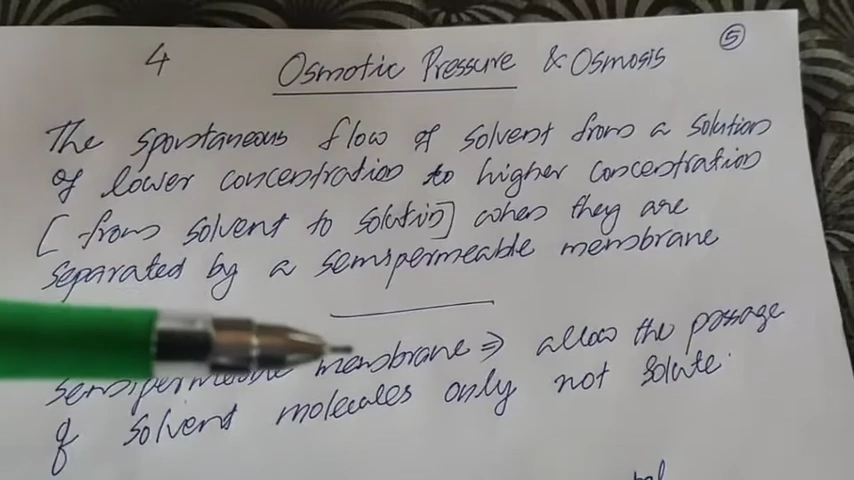 4 Osmotic Pressure & Osmosis ⑤
The spontaneous flow of solvent from a solution
of lower concentration to higher concentration
[from solvent to solution] when they are
separated by a semipermeable membrane
semipermeable membrane ⇒ allow the passage
of solvent molecules only not solute.